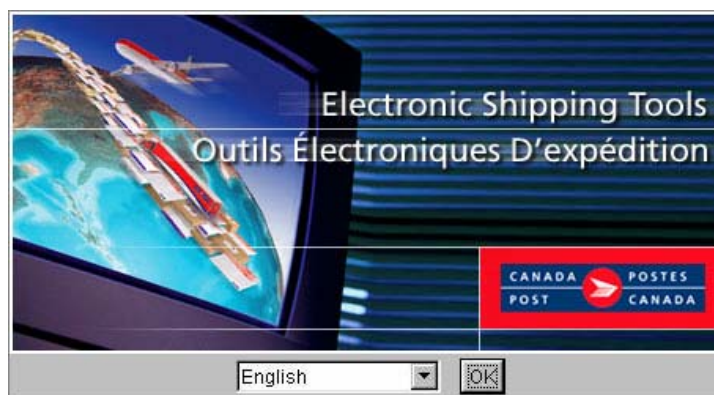 Electronic Shipping Tools
Outils Électroniques D'expédition
CANADA POSTES
POST CANADA
English OK